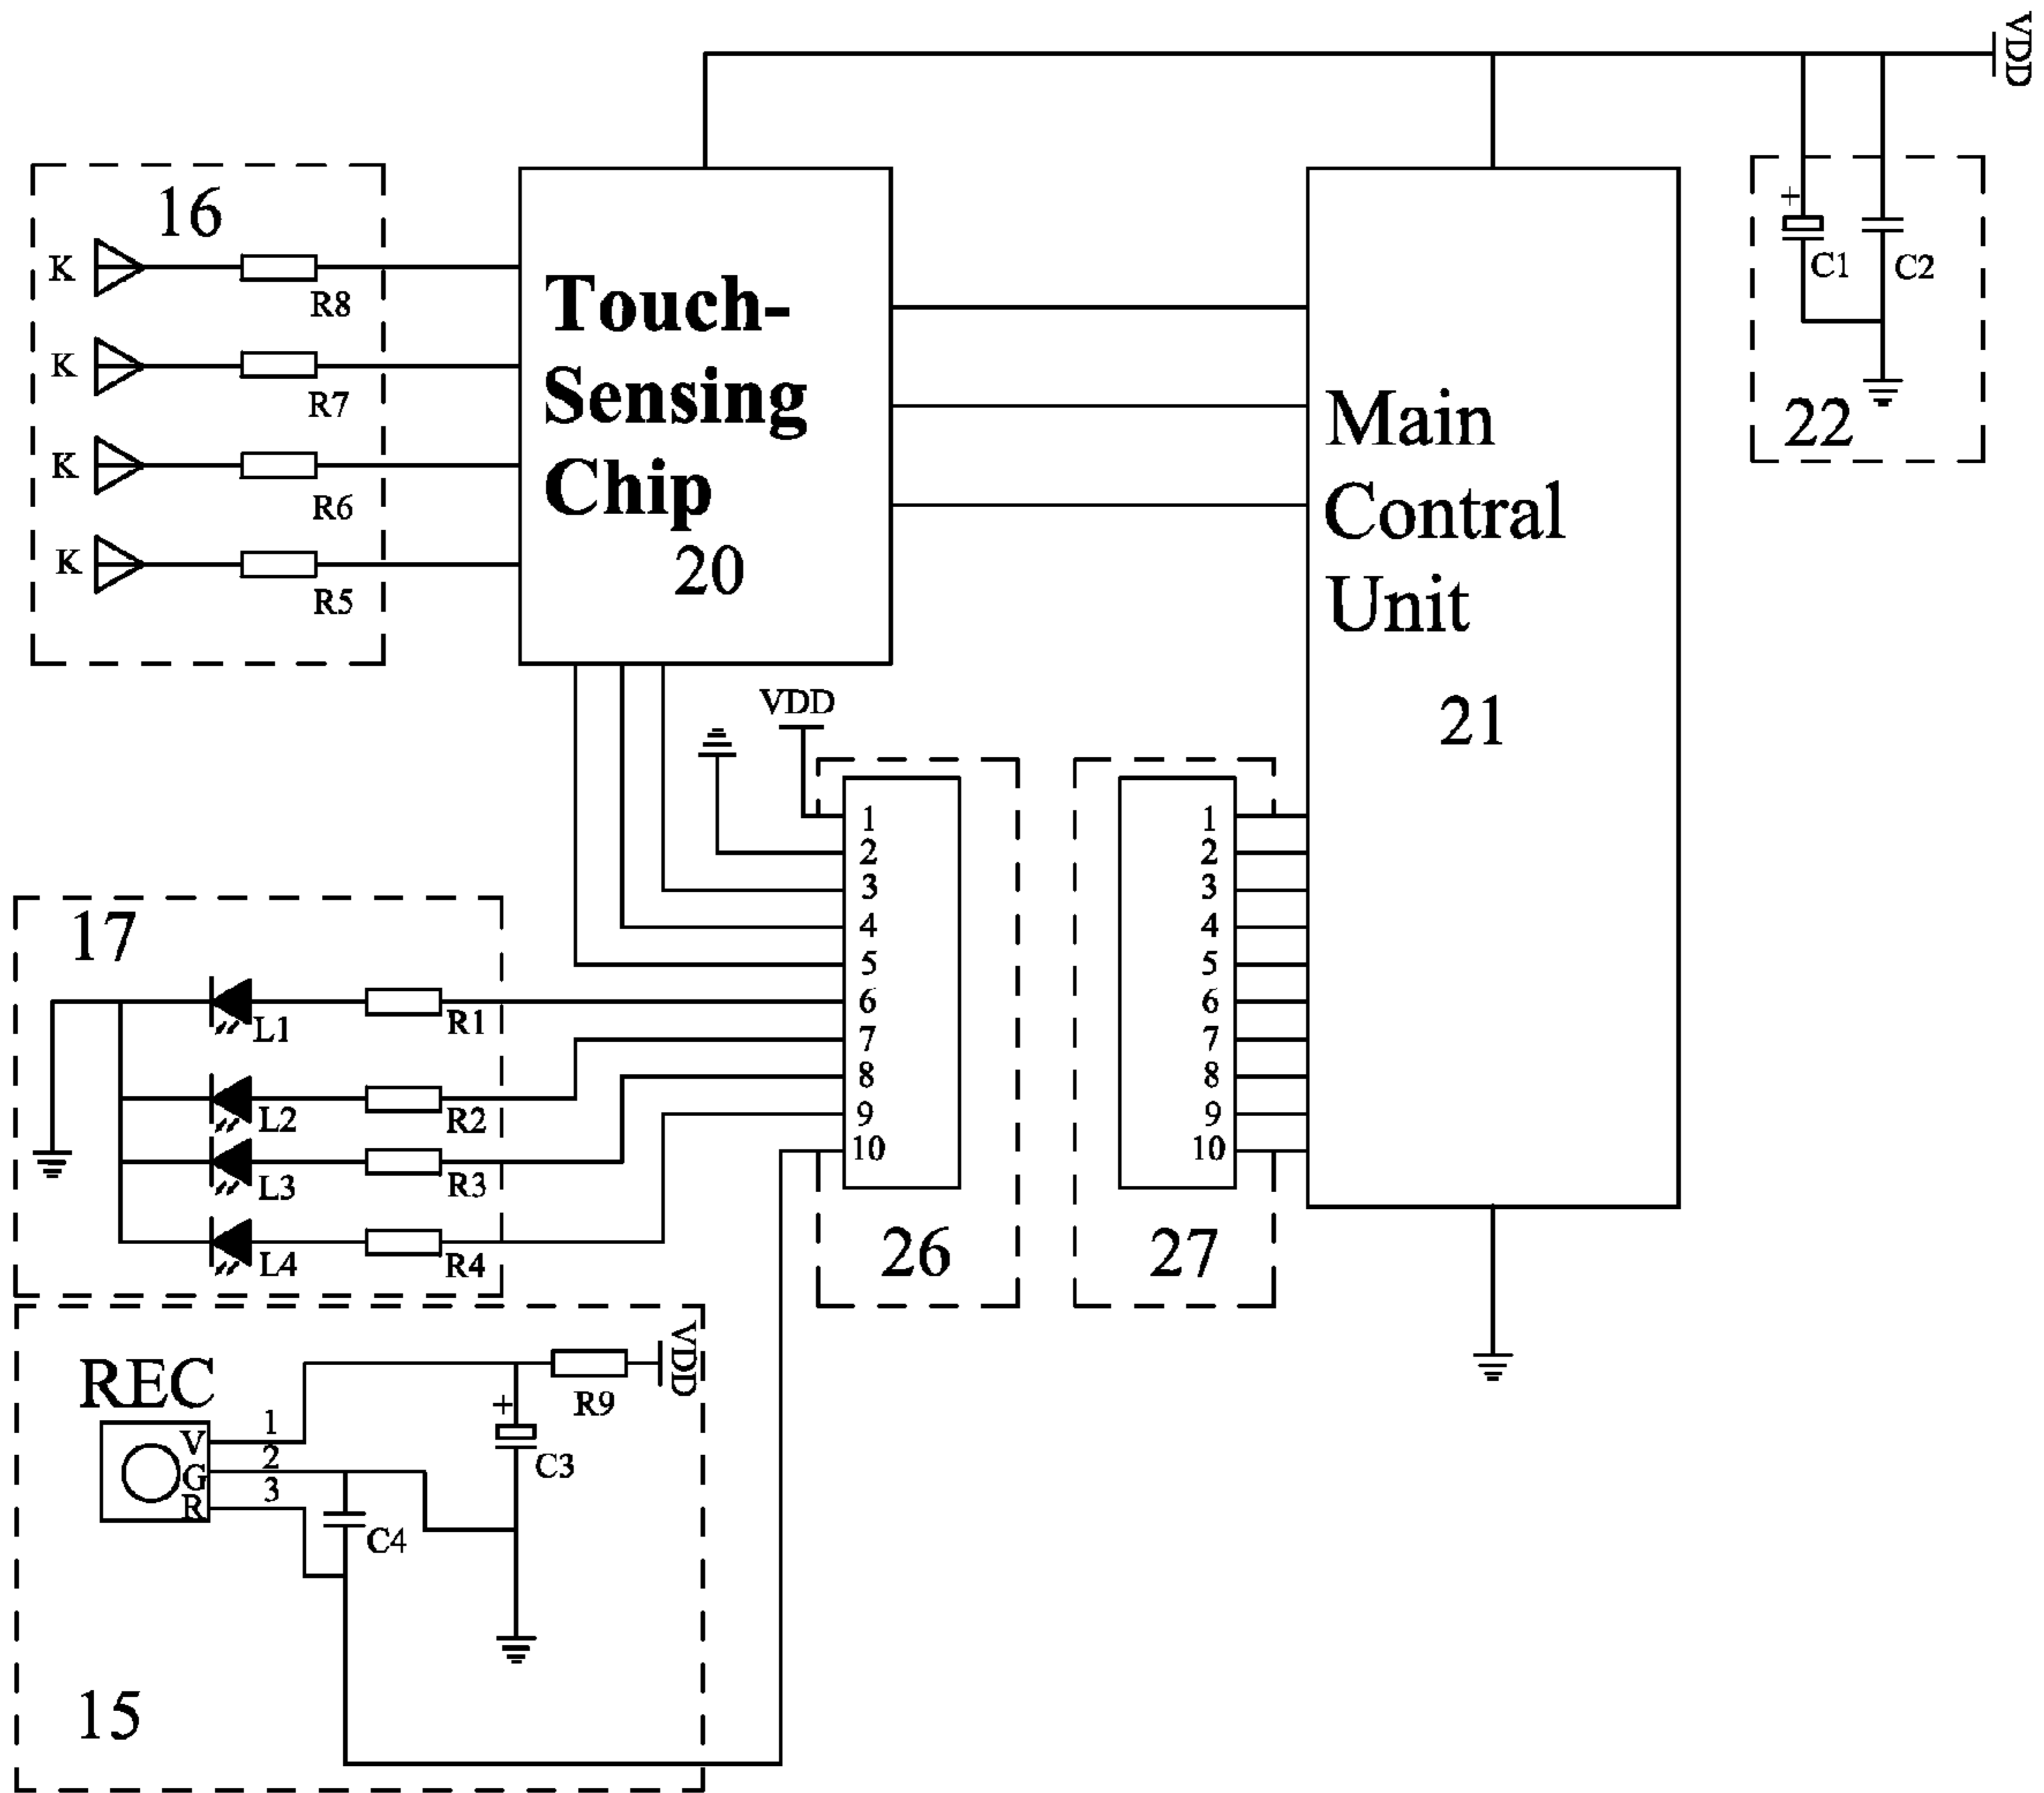 VDD
16
K
R8
K
R7
K
R6
K
R5
Touch-
Sensing
Chip
20
Main
Contral
Unit
21
+
C1
C2
22
VDD
1
2
3
4
5
6
7
8
9
10
26
1
2
3
4
5
6
7
8
9
10
27
17
L1
R1
L2
R2
L3
R3
L4
R4
REC
V
G
R
1
2
3
C4
+
C3
R9
VDD
15